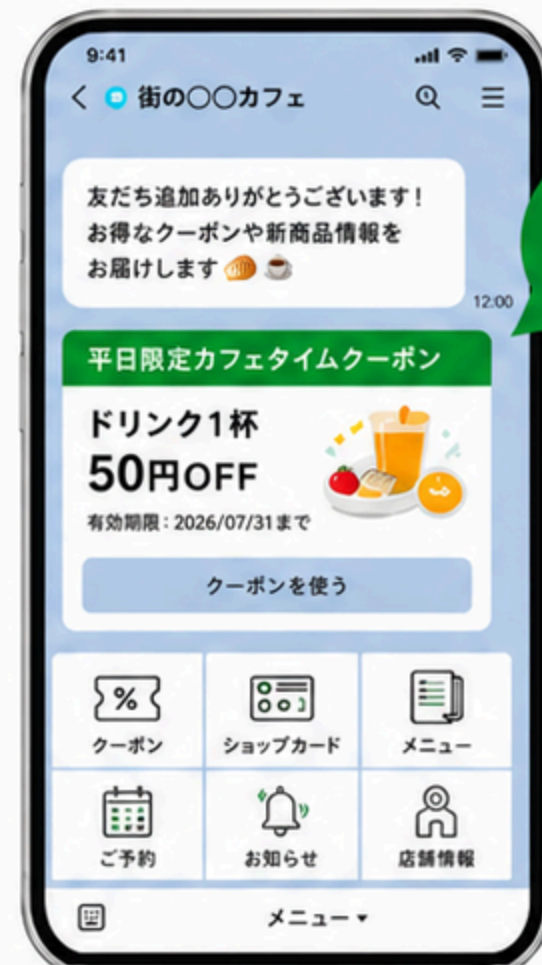 9:41
街の〇〇カフェ
友だち追加ありがとうございます!
お得なクーポンや新商品情報を
お届けします
12:00
平日限定カフェタイムクーポン
ドリンク1杯
50円OFF
有効期限：2026/07/31まで
クーポンを使う
%
クーポン
ショップカード
メニュー
ご予約
お知らせ
店舗情報
メニュー▼